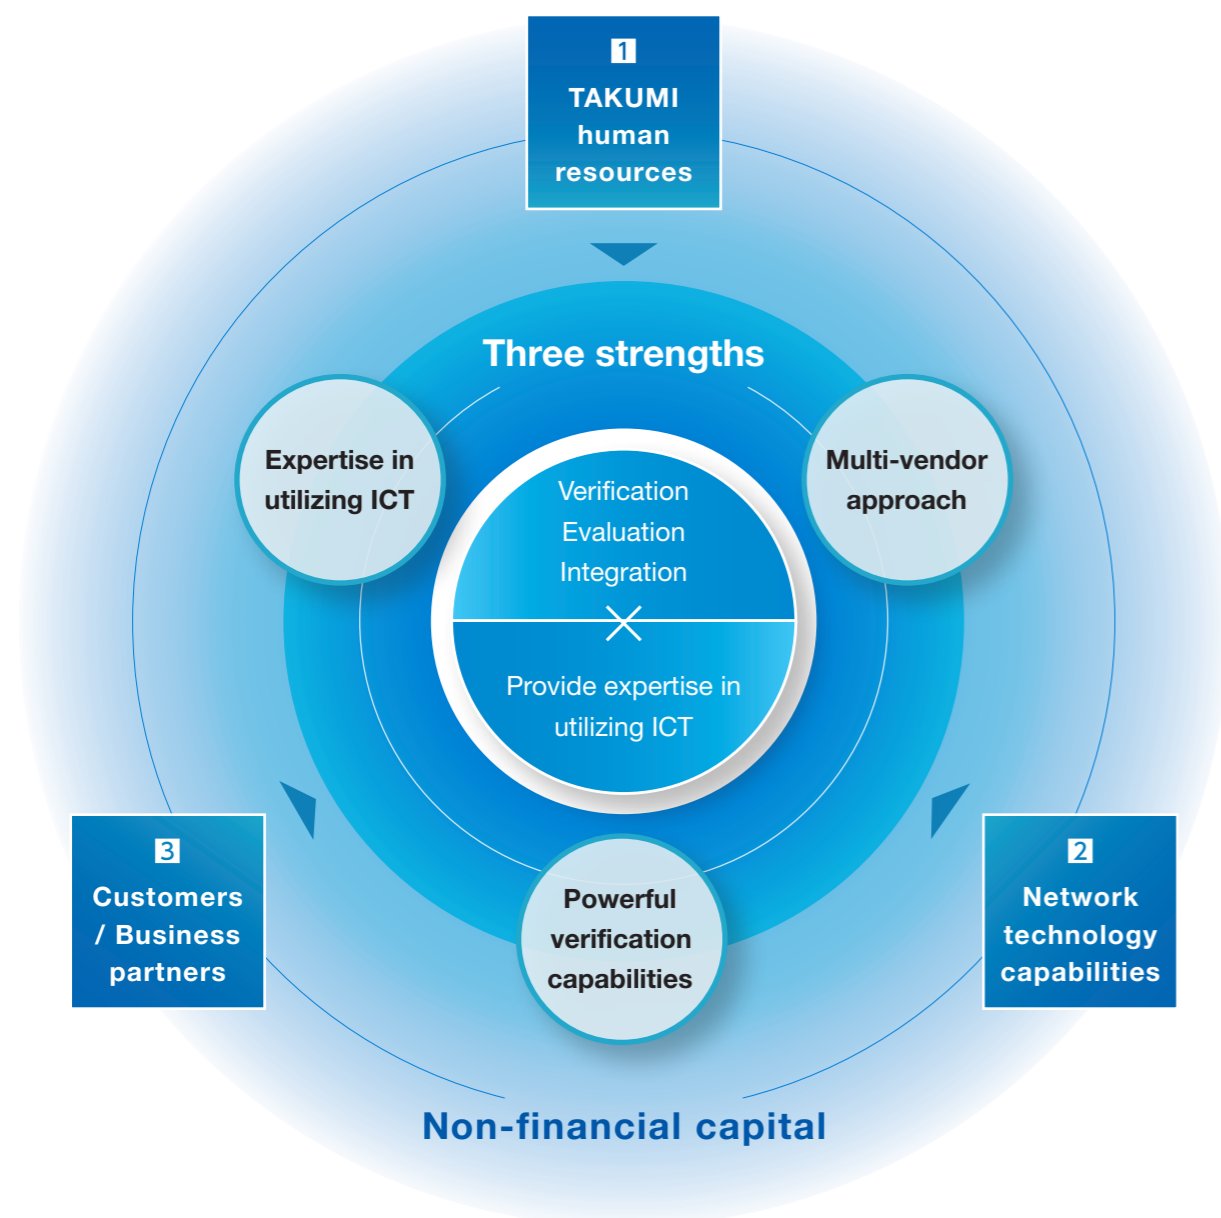 1
TAKUMI
human
resources
Three strengths
Expertise in
utilizing ICT
Multi-vendor
approach
Verification
Evaluation
Integration
Provide expertise in
utilizing ICT
Powerful
verification
capabilities
3
Customers
/ Business
partners
2
Network
technology
capabilities
Non-financial capital